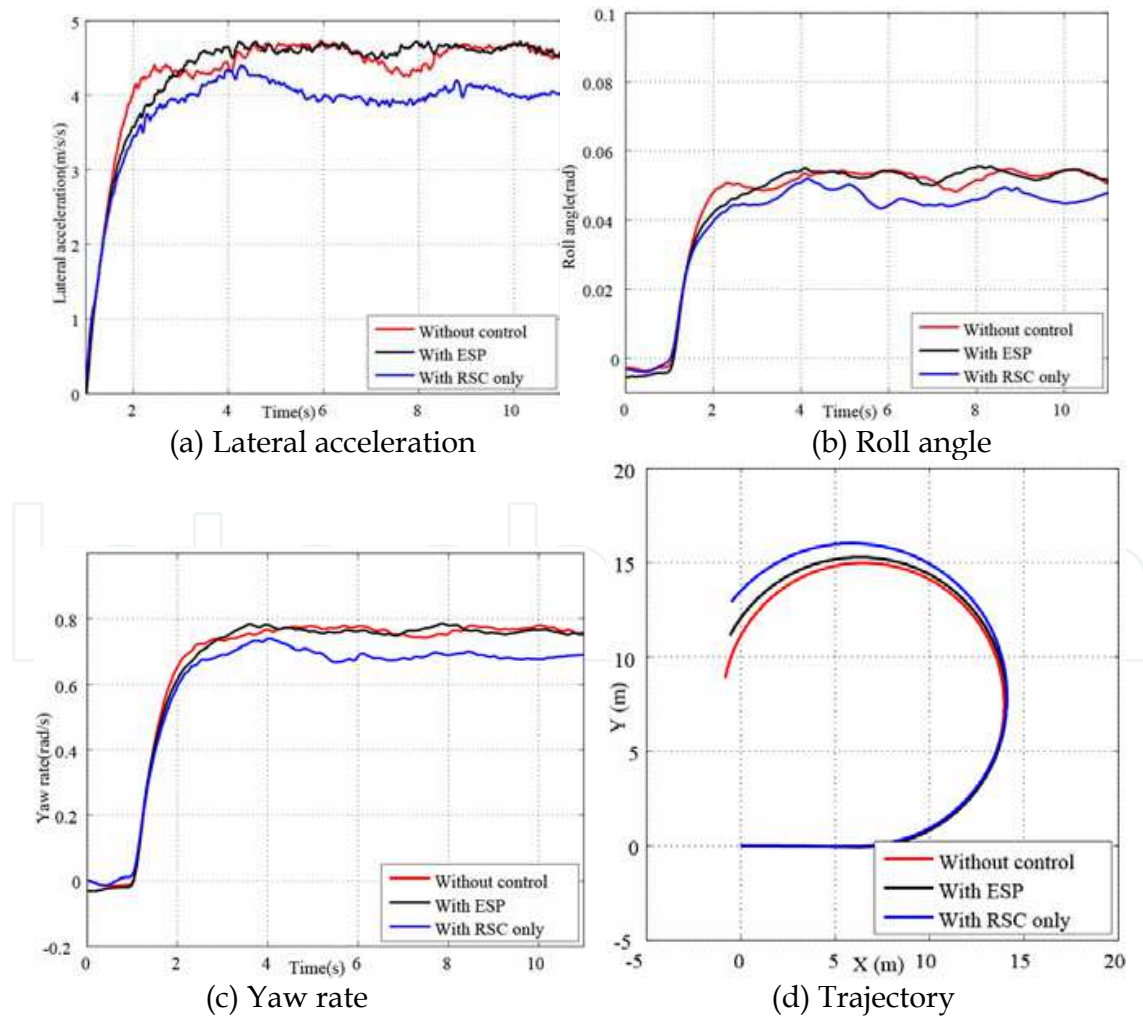 5
4
3
2
1
0
Lateral acceleration(m/s/s)
Without control
With ESP
With RSC only
2 4 Time(s) 6 8 10
(a) Lateral acceleration
0.1
0.08
0.06
0.04
0.02
0
Roll angle(rad)
Without control
With ESP
With RSC only
0 2 4 Time(s) 6 8 10
(b) Roll angle
0.8
0.6
0.4
0.2
0
-0.2
Yaw rate(rad/s)
Without control
With ESP
With RSC only
0 2 4 Time(s) 6 8 10
(c) Yaw rate
20
15
10
5
0
-5
Y (m)
Without control
With ESP
With RSC only
-5 0 5 X (m) 10 15 20
(d) Trajectory